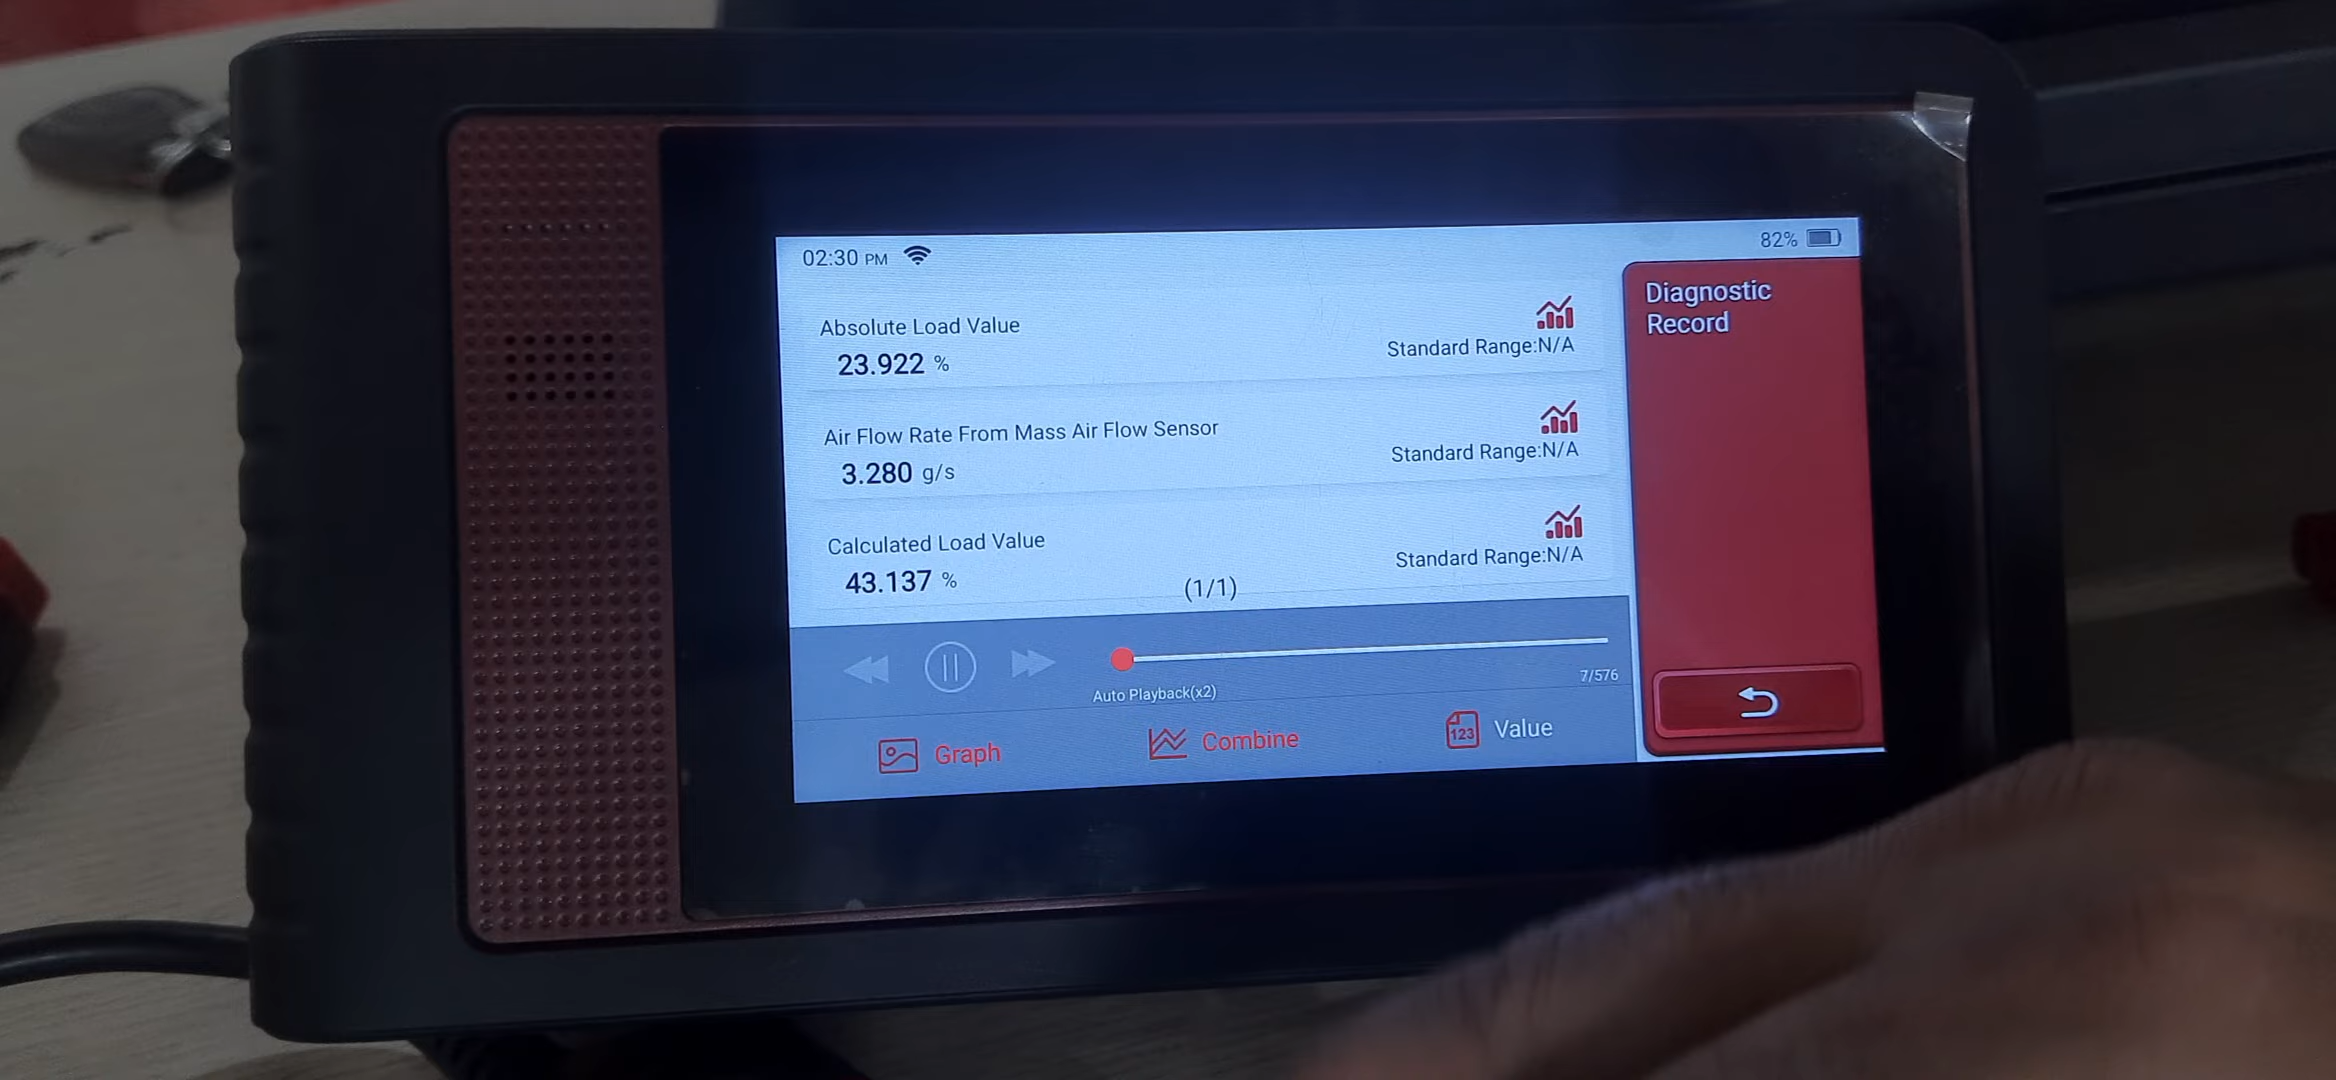 02:30 PM
82%
Diagnostic
Record
Absolute Load Value
23.922 %
Standard Range:N/A
Air Flow Rate From Mass Air Flow Sensor
3.280 g/s
Standard Range:N/A
Calculated Load Value
43.137 %
Standard Range:N/A
(1/1)
Auto Playback(x2)
7/576
Graph
Combine
123 Value